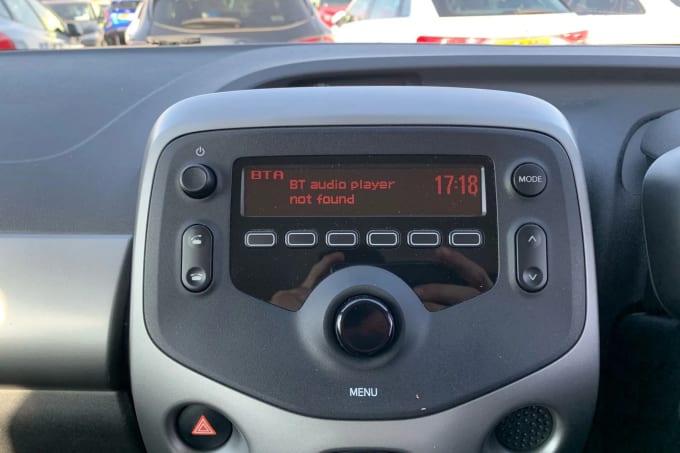 BTA
BT audio player
not found
17:18
MODE
MENU